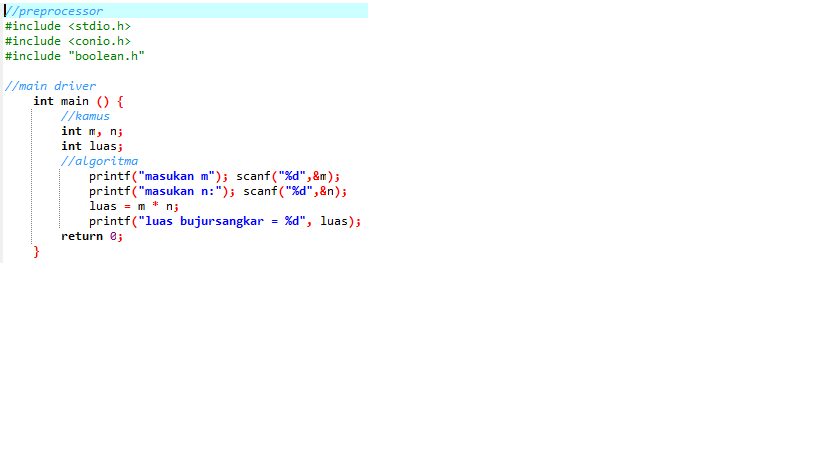 //preprocessor
#include <stdio.h>
#include <conio.h>
#include "boolean.h"
//main driver
int main () {
//kamus
int m, n;
int luas;
//algoritma
printf("masukan m"); scanf("%d",&m);
printf("masukan n:"); scanf("%d",&n);
luas = m * n;
printf("luas bujursangkar = %d", luas);
return 0;
}